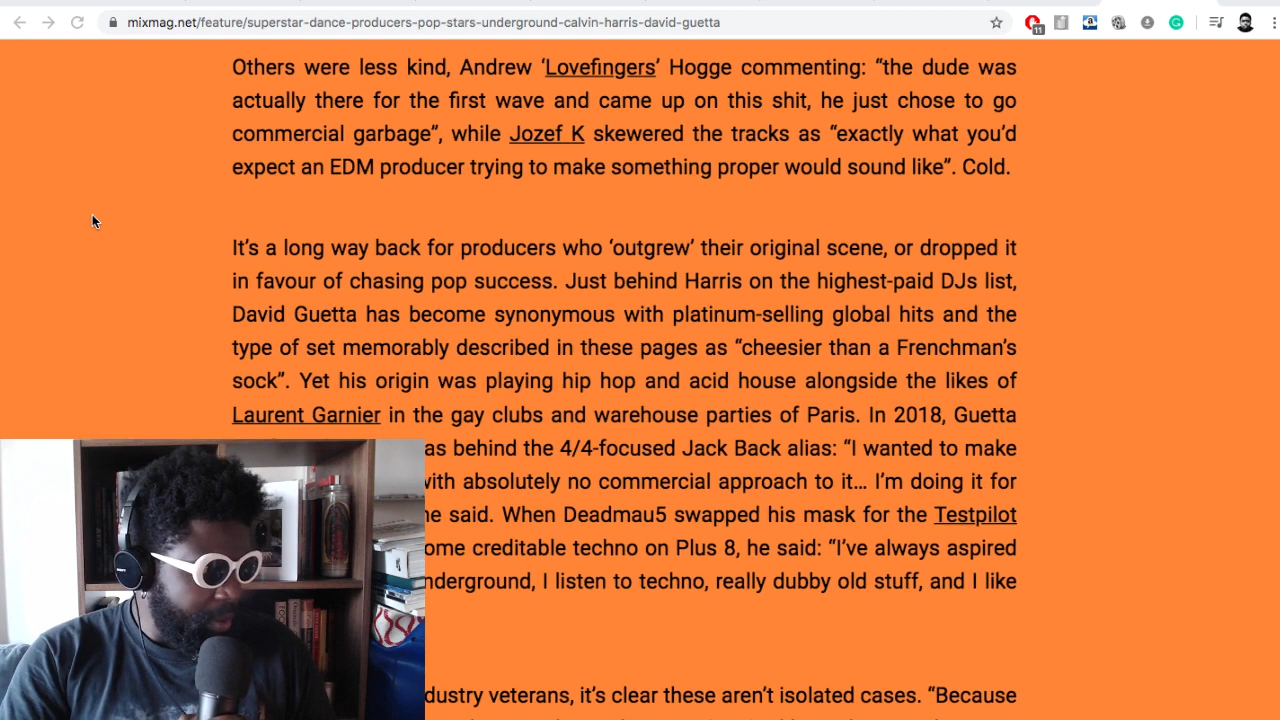 mixmag.net/feature/superstar-dance-producers-pop-stars-underground-calvin-harris-david-guetta
11
Others were less kind, Andrew ‘Lovefingers’ Hogge commenting: “the dude was
actually there for the first wave and came up on this shit, he just chose to go
commercial garbage”, while Jozef K skewered the tracks as “exactly what you’d
expect an EDM producer trying to make something proper would sound like”. Cold.
It’s a long way back for producers who ‘outgrew’ their original scene, or dropped it
in favour of chasing pop success. Just behind Harris on the highest-paid DJs list,
David Guetta has become synonymous with platinum-selling global hits and the
type of set memorably described in these pages as “cheesier than a Frenchman’s
sock”. Yet his origin was playing hip hop and acid house alongside the likes of
Laurent Garnier in the gay clubs and warehouse parties of Paris. In 2018, Guetta
as behind the 4/4-focused Jack Back alias: “I wanted to make
with absolutely no commercial approach to it… I’m doing it for
he said. When Deadmau5 swapped his mask for the Testpilot
ome creditable techno on Plus 8, he said: “I’ve always aspired
nderground, I listen to techno, really dubby old stuff, and I like
dustry veterans, it’s clear these aren’t isolated cases. “Because